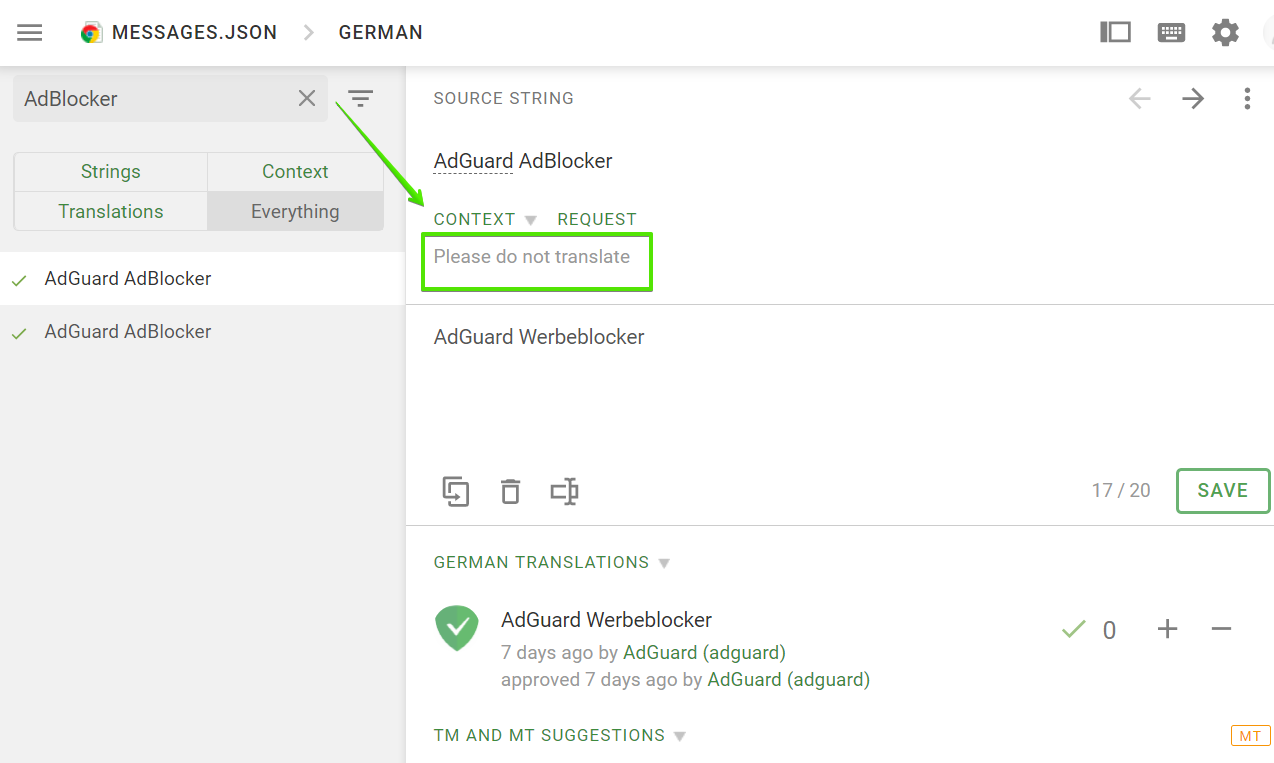 MESSAGES.JSON GERMAN
AdBlocker
Strings Context
Translations Everything
AdGuard AdBlocker
AdGuard AdBlocker
SOURCE STRING
AdGuard AdBlocker
CONTEXT REQUEST
Please do not translate
AdGuard Werbeblocker
17 / 20 SAVE
GERMAN TRANSLATIONS
AdGuard Werbeblocker
0
7 days ago by AdGuard (adguard)
approved 7 days ago by AdGuard (adguard)
TM AND MT SUGGESTIONS
MT